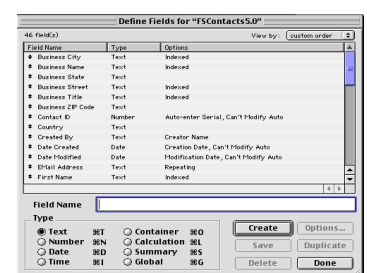 Define Fields for “FSContacts5.0”
46 field(s) View by: custom order
Field Name Type Options
Business City Text Indexed
Business Name Text Indexed
Business State Text
Business Street Text Indexed
Business Title Text Indexed
Business ZIP Code Text
Contact ID Number Auto-enter Serial, Can't Modify Auto
Country Text
Created By Text Creator Name
Date Created Date Creation Date, Can't Modify Auto
Date Modified Date Modification Date, Can't Modify Auto
EMail Address Text Repeating
First Name Text Indexed
Field Name
Type
Text ⌘T Container ⌘O Create Options...
Number ⌘N Calculation ⌘L Save Duplicate
Date ⌘D Summary ⌘S
Time ⌘I Global ⌘G Delete Done